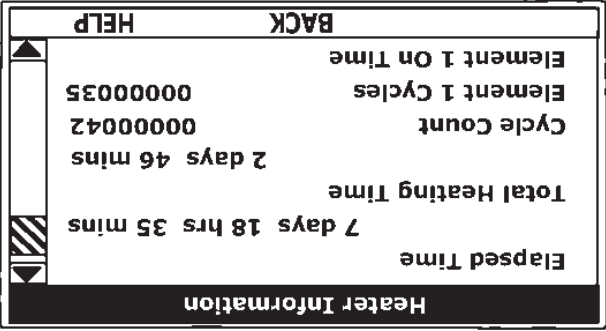 Heater Information
Elapsed Time
7 days 18 hrs 35 mins
Total Heating Time
2 days 46 mins
Cycle Count 00000042
Element 1 Cycles 00000035
Element 1 On Time
BACK HELP